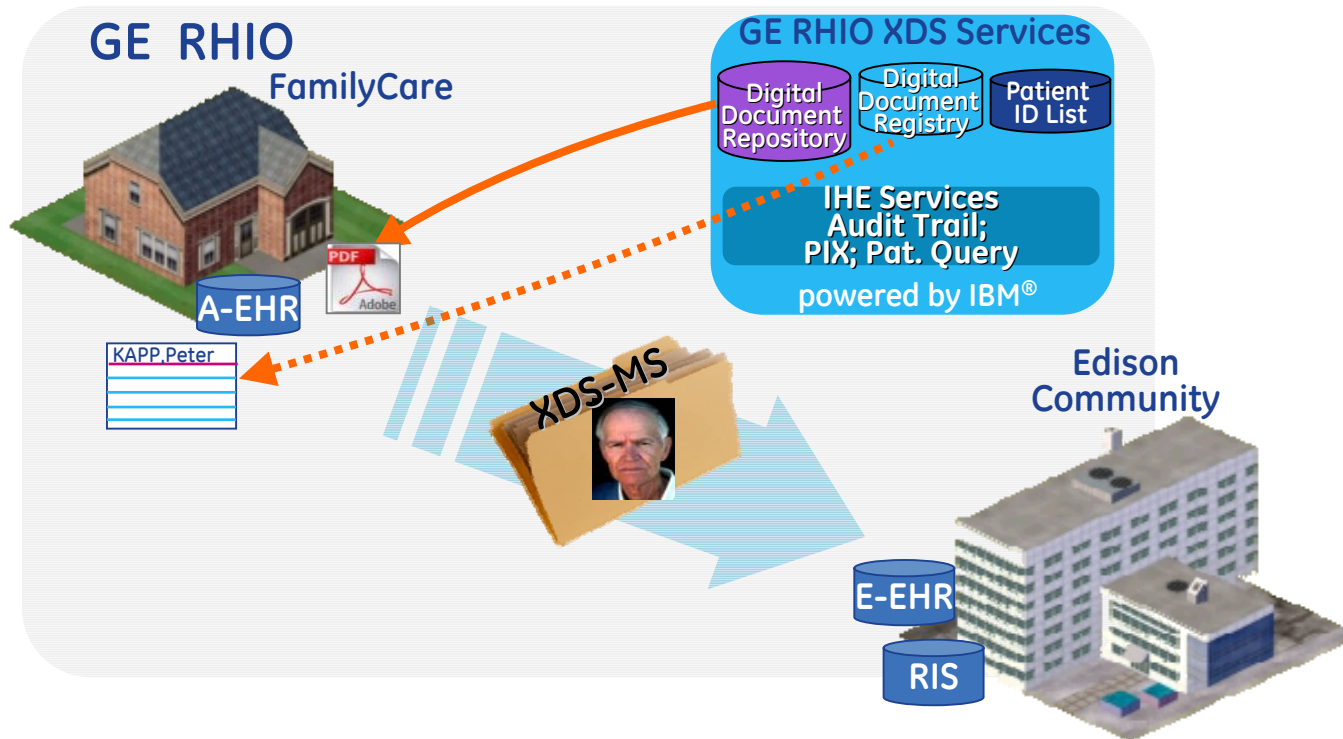 GE RHIO
FamilyCare
GE RHIO XDS Services
Digital
Document
Repository
Digital
Document
Registry
Patient
ID List
IHE Services
Audit Trail;
PIX; Pat. Query
powered by IBM®
PDF
Adobe
A-EHR
KAPP,Peter
XDS-MS
Edison
Community
E-EHR
RIS